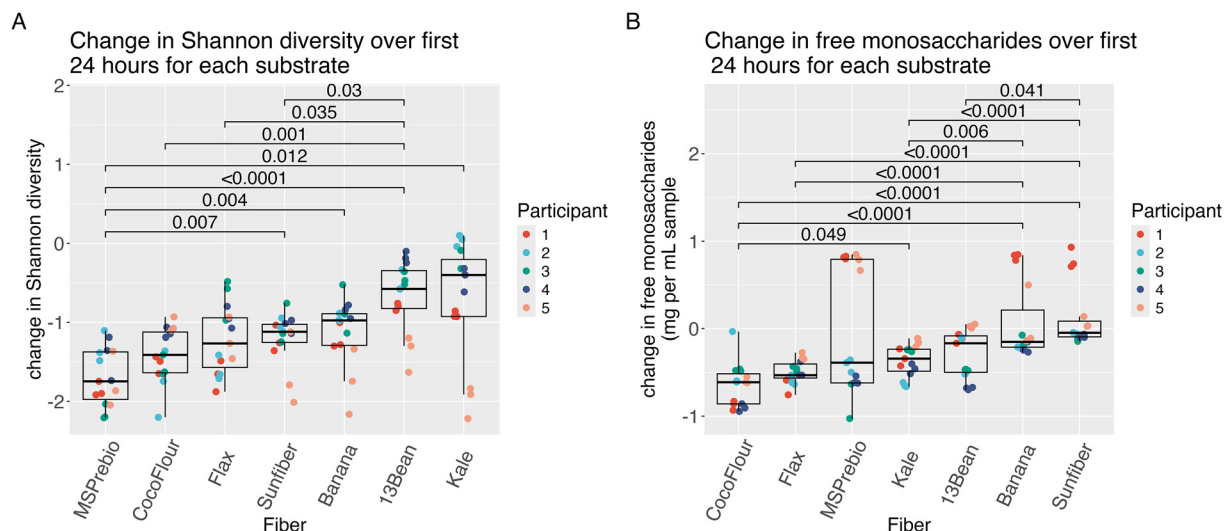 A
Change in Shannon diversity over first
24 hours for each substrate
change in Shannon diversity
2
1
0
-1
-2
0.03
0.035
0.001
0.012
<0.0001
0.004
0.007
MSPrebio
CocoFlour
Flax
Sunfiber
Banana
13Bean
Kale
Fiber
Participant
1
2
3
4
5
B
Change in free monosaccharides over first
24 hours for each substrate
change in free monosaccharides
(mg per mL sample
2
1
0
-1
0.041
<0.0001
0.006
<0.0001
<0.0001
<0.0001
<0.0001
0.049
CocoFlour
Flax
MSPrebio
Kale
13Bean
Banana
Sunfiber
Fiber
Participant
1
2
3
4
5